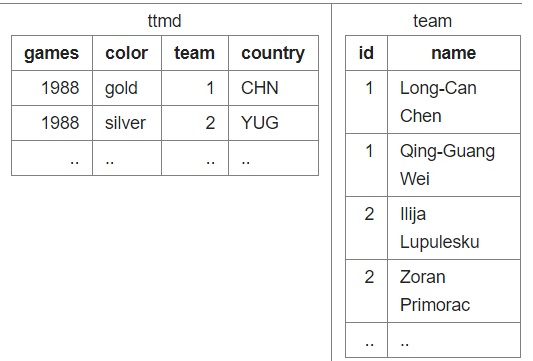 ttmd
games color team country
1988 gold 1 CHN
1988 silver 2 YUG
.. .. .. ..
team
id name
1 Long-Can
Chen
1 Qing-Guang
Wei
2 Ilija
Lupulesku
2 Zoran
Primorac
.. ..